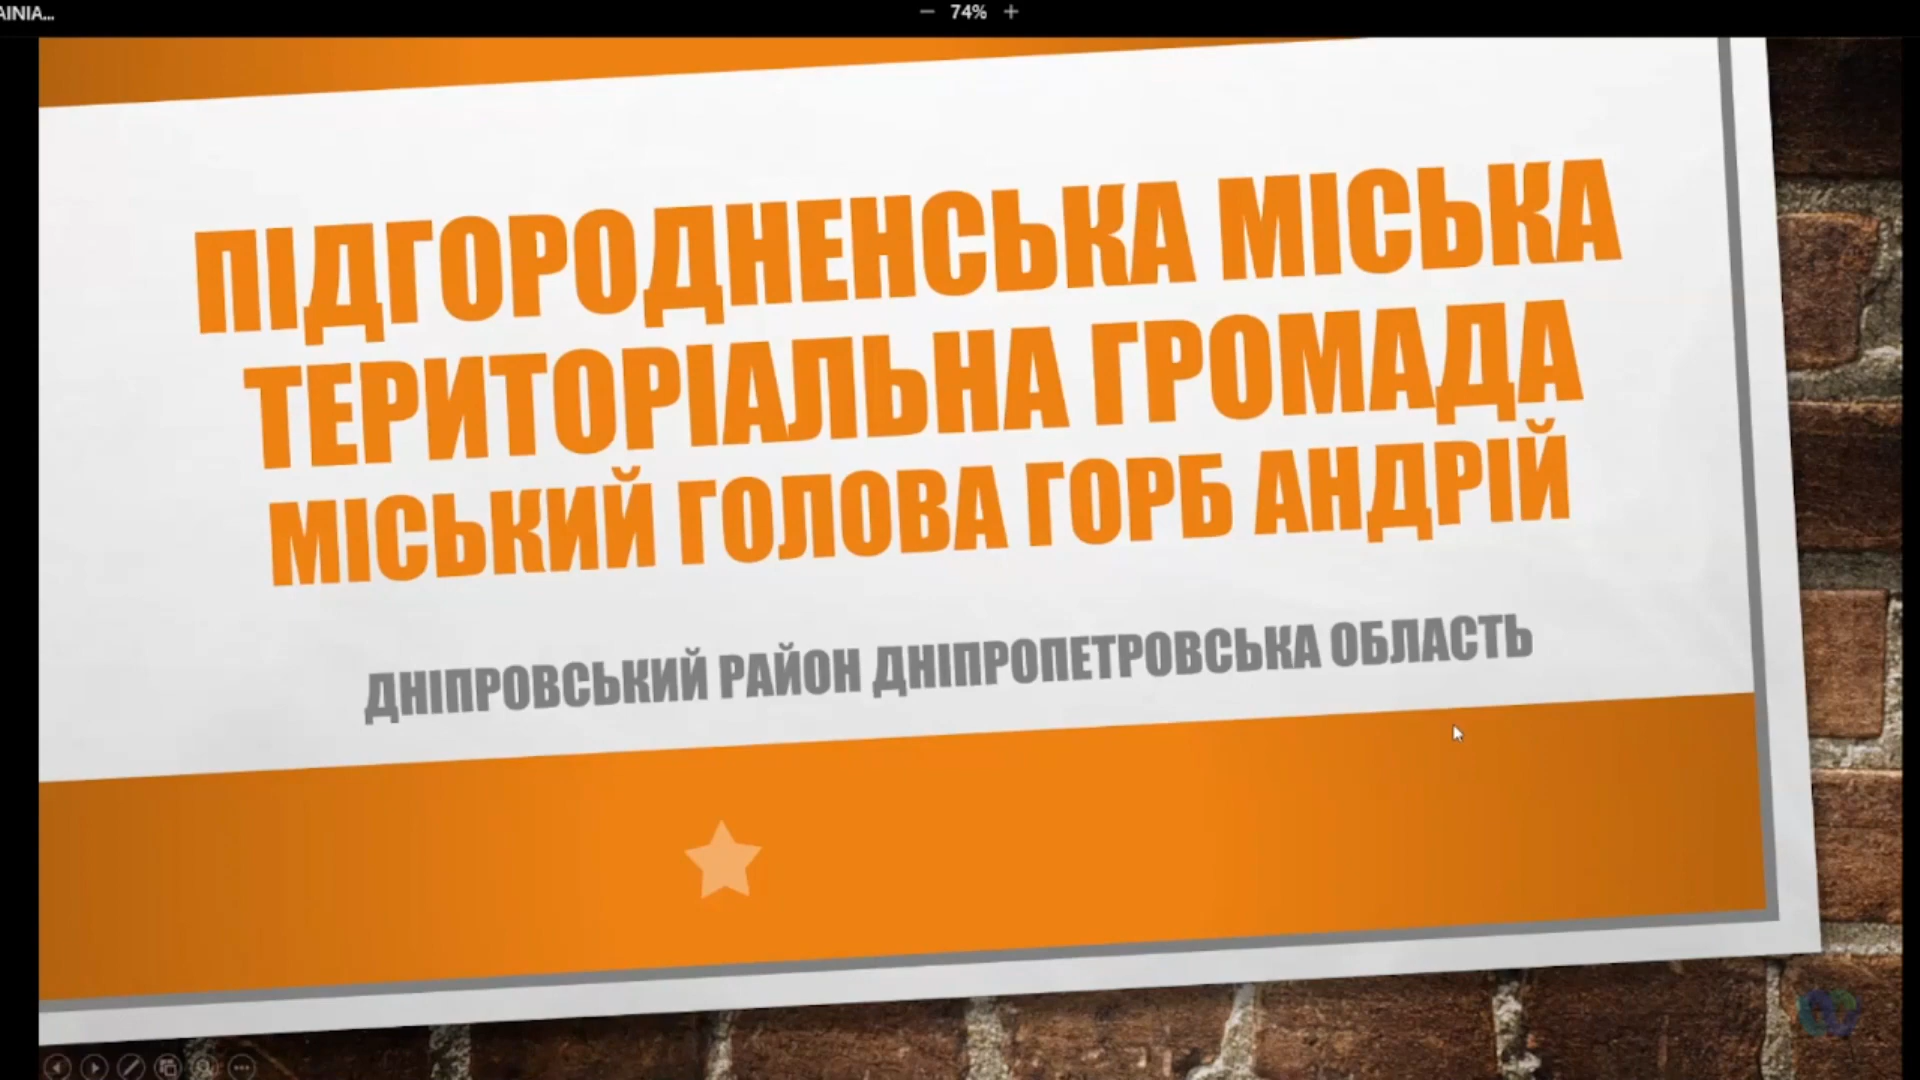 AINIA...
74%
ПІДГОРОДНЕНСЬКА МІСЬКА
ТЕРИТОРІАЛЬНА ГРОМАДА
МІСЬКИЙ ГОЛОВА ГОРБ АНДРІЙ
ДНІПРОВСЬКИЙ РАЙОН ДНІПРОПЕТРОВСЬКА ОБЛАСТЬ